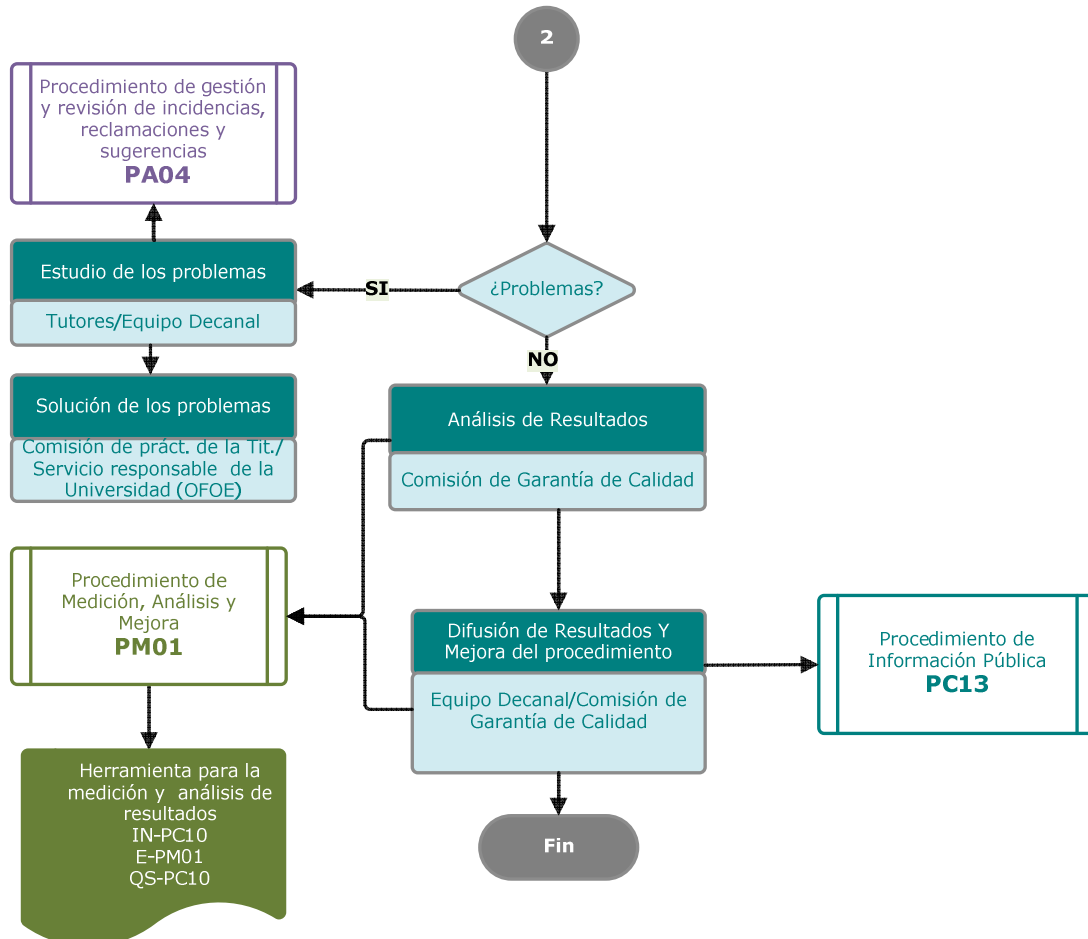 2
Procedimiento de gestión
y revisión de incidencias,
reclamaciones y
sugerencias
PA04
Estudio de los problemas
Tutores/Equipo Decanal
SI
¿Problemas?
NO
Solución de los problemas
Comisión de práct. de la Tit./
Servicio responsable de la
Universidad (OFOE)
Análisis de Resultados
Comisión de Garantía de Calidad
Procedimiento de
Medición, Análisis y
Mejora
PM01
Difusión de Resultados Y
Mejora del procedimiento
Equipo Decanal/Comisión de
Garantía de Calidad
Procedimiento de
Información Pública
PC13
Herramienta para la
medición y análisis de
resultados
IN-PC10
E-PM01
QS-PC10
Fin